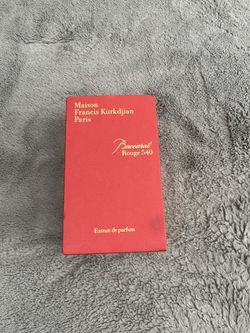 Maison
Francis Kurkdjian
Paris
Baccarat
Rouge 540
Extrait de parfum